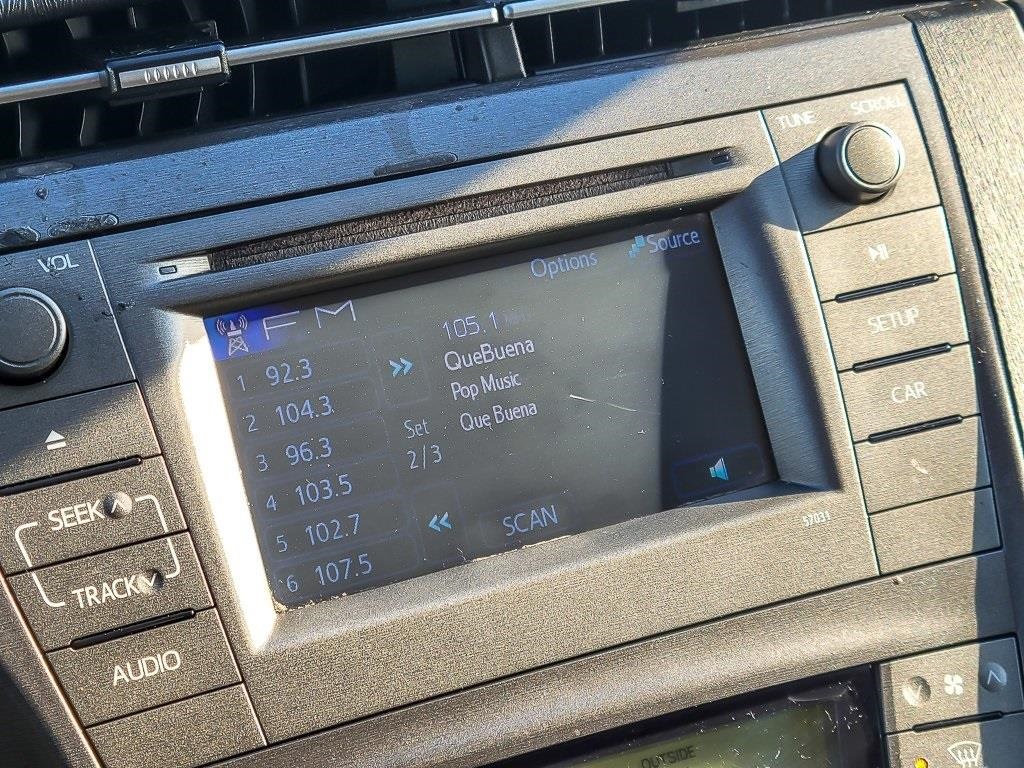 TUNE SCROLL
VOL
FM
Options
Source
1 92.3
2 104.3
3 96.3
4 103.5
5 102.7
6 107.5
105.1
QueBuena
Pop Music
Que Buena
Set
2/3
SCAN
SEEK
TRACK
AUDIO
SETUP
CAR
57031
OUTSIDE